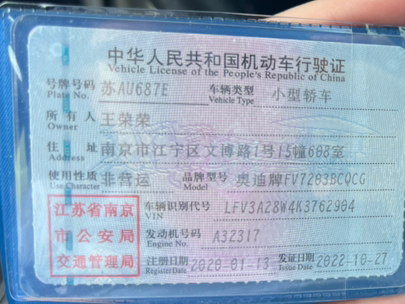 中华人民共和国机动车行驶证
Vehicle License of the People's Republic of China
号牌号码 Plate No. 苏AU687E 车辆类型 Vehicle Type 小型轿车
所有人 Owner 王荣荣
住址 Address 南京市江宁区文博路1号15幢608室
使用性质 Use Character 非营运 品牌型号 Model 奥迪牌FV7203BCQCG
江苏省南京市公安局交通管理局
车辆识别代号 VIN LFV3A28W4K3762904
发动机号码 Engine No. A32317
注册日期 Register Date 2020-01-13 发证日期 Issue Date 2022-10-27